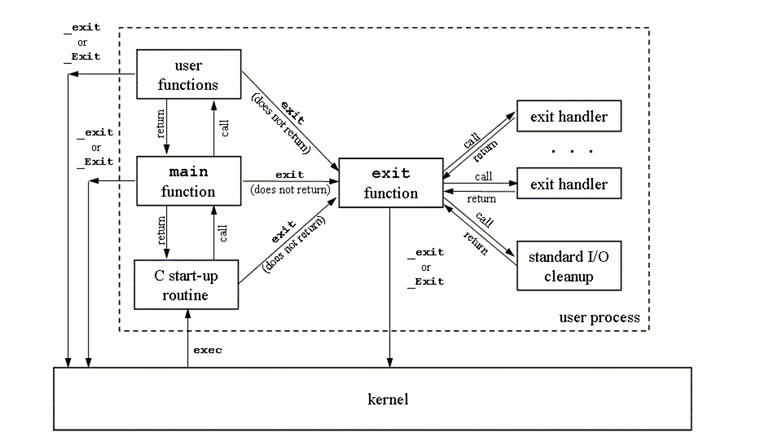 _exit
or
_Exit
user
functions
exit
(does not return)
return
call
exit handler
call
return
. . .
_exit
or
_Exit
main
function
exit
(does not return)
exit
function
call
return
exit handler
return
call
exit
(does not return)
call
return
C start-up
routine
_exit
or
_Exit
standard I/O
cleanup
user process
exec
kernel